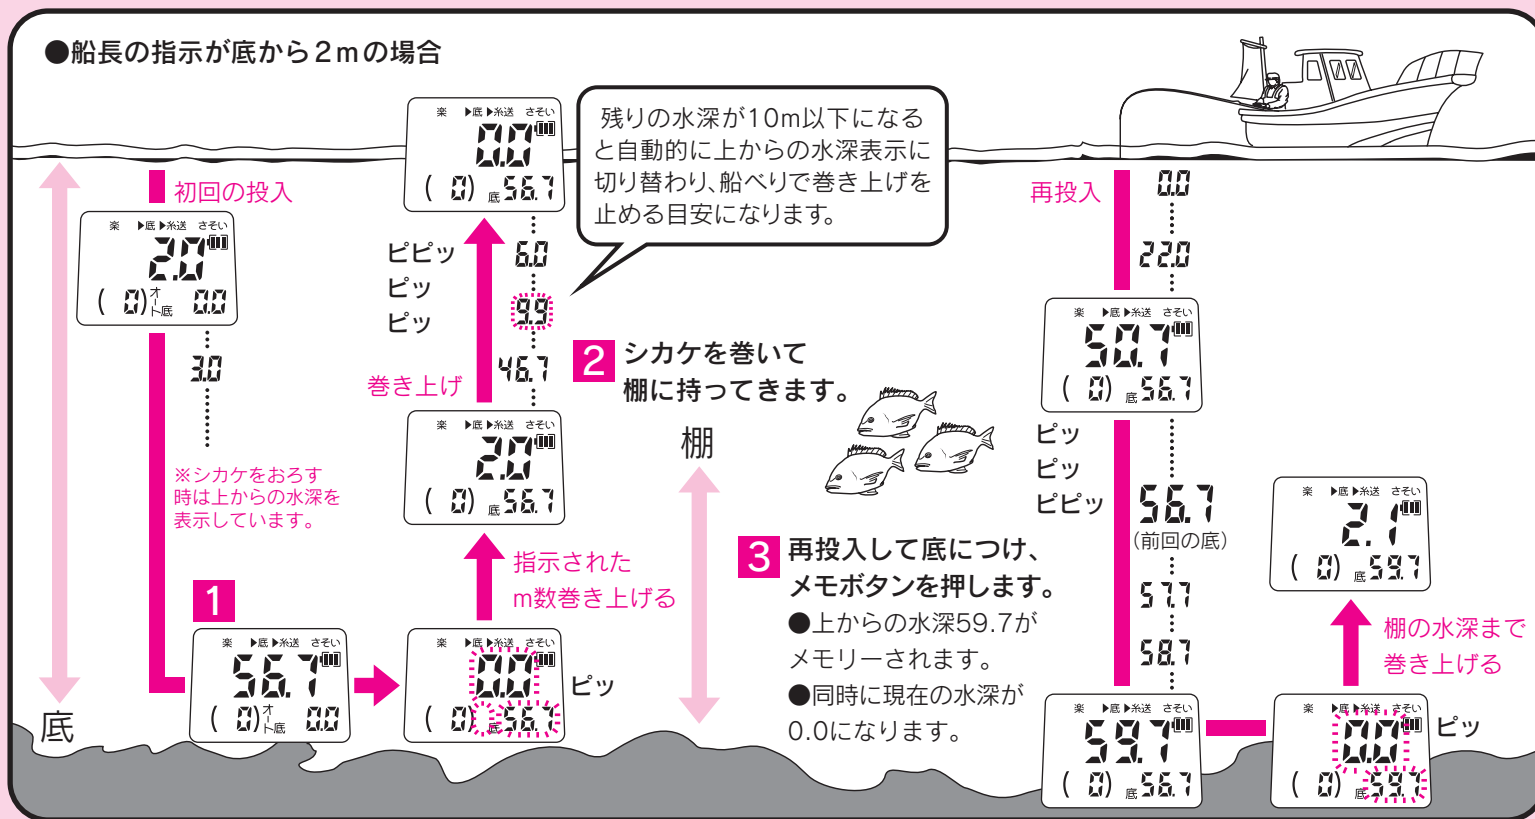 ●船長の指示が底から2mの場合
初回の投入
楽 ▶底▶糸送 さそい
2.0
( 0)オート底 0.0
3.0
※シカケをおろす
時は上からの水深を
表示しています。
1
楽 ▶底▶糸送 さそい
56.7
( 0)オート底 0.0
底
楽 ▶底▶糸送 さそい
0.0
( 0) 底56.7
ピピッ
ピッ
ピッ
6.0
9.9
46.7
巻き上げ
楽 ▶底▶糸送 さそい
2.0
( 0) 底56.7
指示された
m数巻き上げる
楽 ▶底▶糸送 さそい
0.0
( 0) 底56.7
ピッ
残りの水深が10m以下になる
と自動的に上からの水深表示に
切り替わり、船べりで巻き上げを
止める目安になります。
2 シカケを巻いて
棚に持ってきます。
棚
3 再投入して底につけ、
メモボタンを押します。
●上からの水深59.7が
メモリーされます。
●同時に現在の水深が
0.0になります。
再投入
0.0
22.0
楽 ▶底▶糸送 さそい
50.7
( 0) 底56.7
ピッ
ピッ
ピピッ
56.7
(前回の底)
57.7
58.7
楽 ▶底▶糸送 さそい
59.7
( 0) 底56.7
楽 ▶底▶糸送 さそい
2.1
( 0) 底59.7
棚の水深まで
巻き上げる
楽 ▶底▶糸送 さそい
0.0
( 0) 底59.7
ピッ